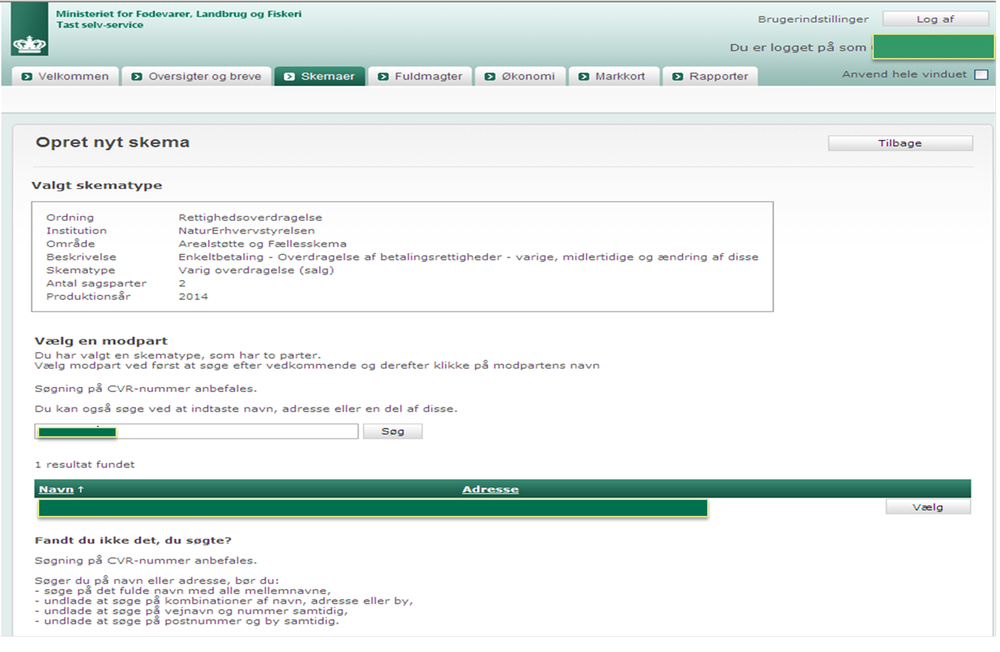 Ministeriet for Fødevarer, Landbrug og Fiskeri
Tast selv-service
Brugerindstillinger
Log af
Du er logget på som
Velkommen
Oversigter og breve
Skemaer
Fuldmagter
Økonomi
Markkort
Rapporter
Anvend hele vinduet
Opret nyt skema
Tilbage
Valgt skematype
Ordning Rettighedsoverdragelse
Institution NaturErhvervstyrelsen
Område Arealstøtte og Fællesskema
Beskrivelse Enkeltbetaling - Overdragelse af betalingsrettigheder - varige, midlertidige og ændring af disse
Skematype Varig overdragelse (salg)
Antal sagsparter 2
Produktionsår 2014
Vælg en modpart
Du har valgt en skematype, som har to parter.
Vælg modpart ved først at søge efter vedkommende og derefter klikke på modpartens navn
Søgning på CVR-nummer anbefales.
Du kan også søge ved at indtaste navn, adresse eller en del af disse.
Søg
1 resultat fundet
Navn ↑ Adresse
Vælg
Fandt du ikke det, du søgte?
Søgning på CVR-nummer anbefales.
Søger du på navn eller adresse, bør du:
- søge på det fulde navn med alle mellemnavne,
- undlade at søge på kombinationer af navn, adresse eller by,
- undlade at søge på vejnavn og nummer samtidig,
- undlade at søge på postnummer og by samtidig.